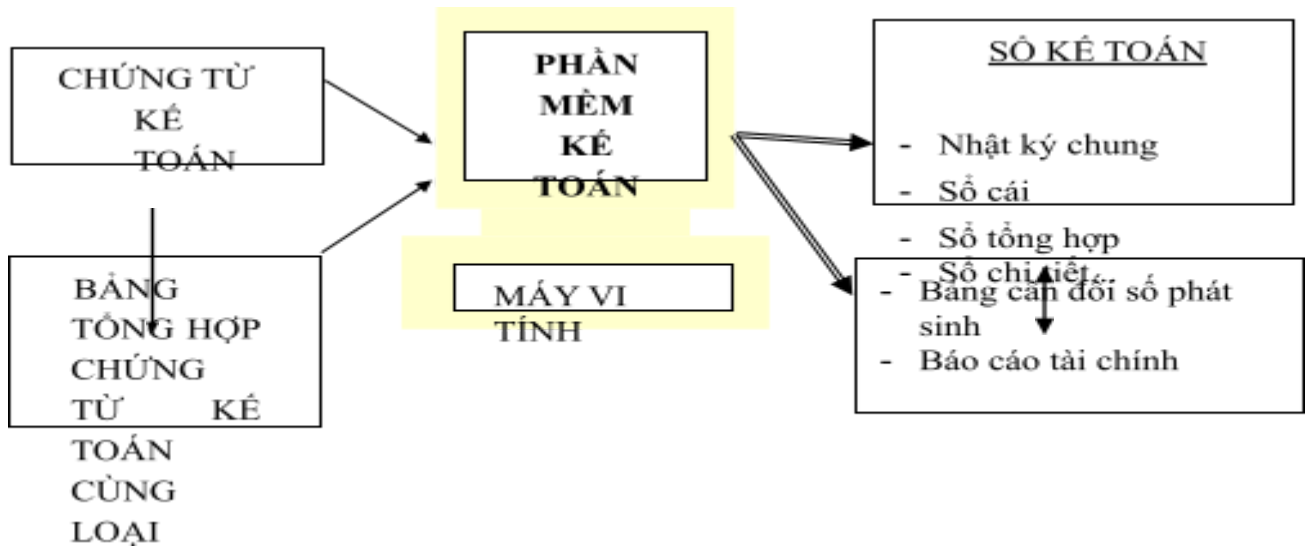 CHỨNG TỪ
KẾ
TOÁN
BẢNG
TỔNG HỢP
CHỨNG
TỪ KẾ
TOÁN
CÙNG
LOẠI
PHẦN
MỀM
KẾ
TOÁN
MÁY VI
TÍNH
SỔ KẾ TOÁN
- Nhật ký chung
- Sổ cái
- Sổ tổng hợp
- Sổ chi tiết...
- Bảng cân đối số phát
sinh
- Báo cáo tài chính